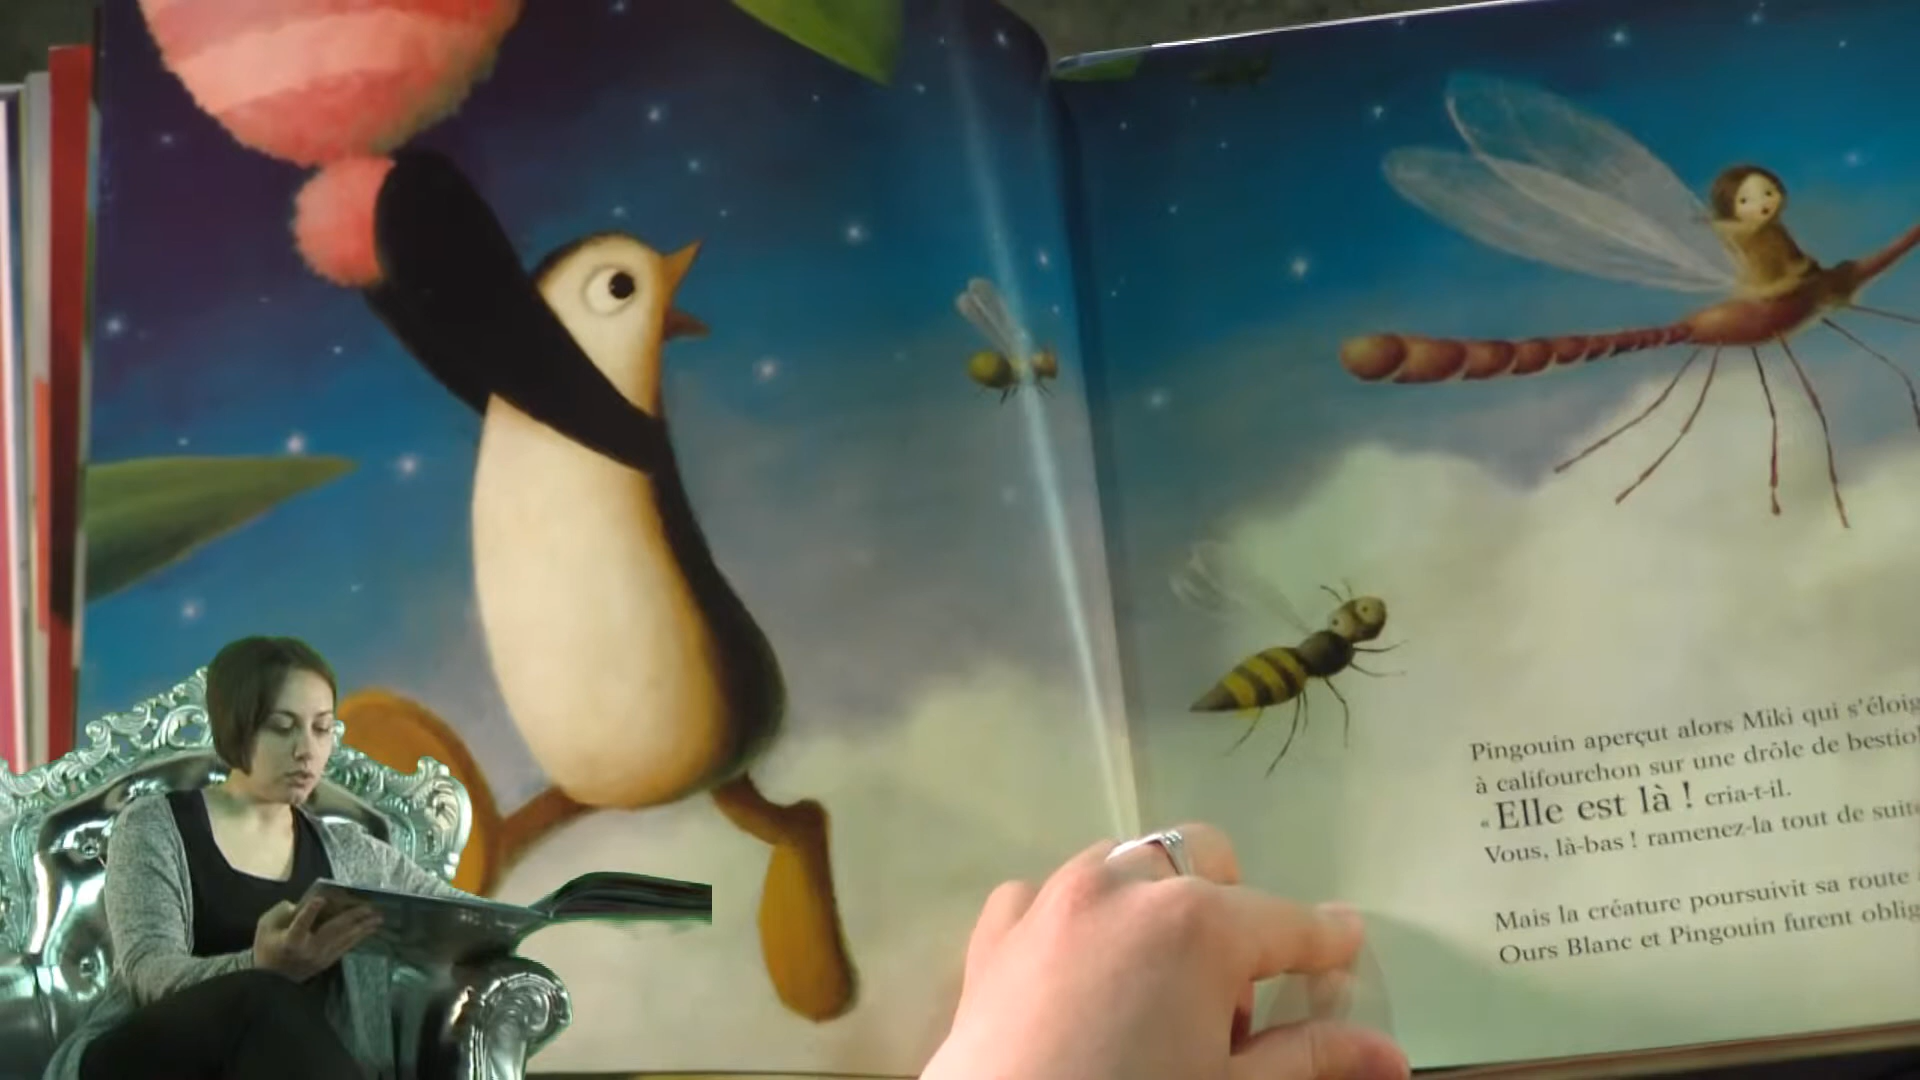 Pingouin aperçut alors Miki qui s'éloig
à califourchon sur une drôle de bestiol
« Elle est là ! cria-t-il.
Vous, là-bas ! ramenez-la tout de suit
Mais la créature poursuivit sa route
Ours Blanc et Pingouin furent oblig